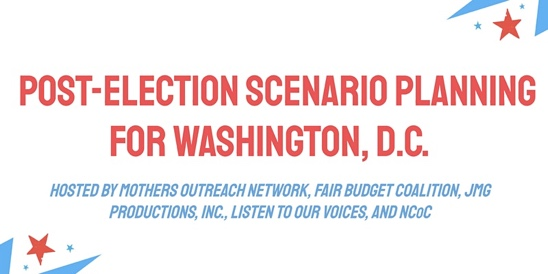 POST-ELECTION SCENARIO PLANNING
FOR WASHINGTON, D.C.
HOSTED BY MOTHERS OUTREACH NETWORK, FAIR BUDGET COALITION, JMG
PRODUCTIONS, INC., LISTEN TO OUR VOICES, AND NCoC